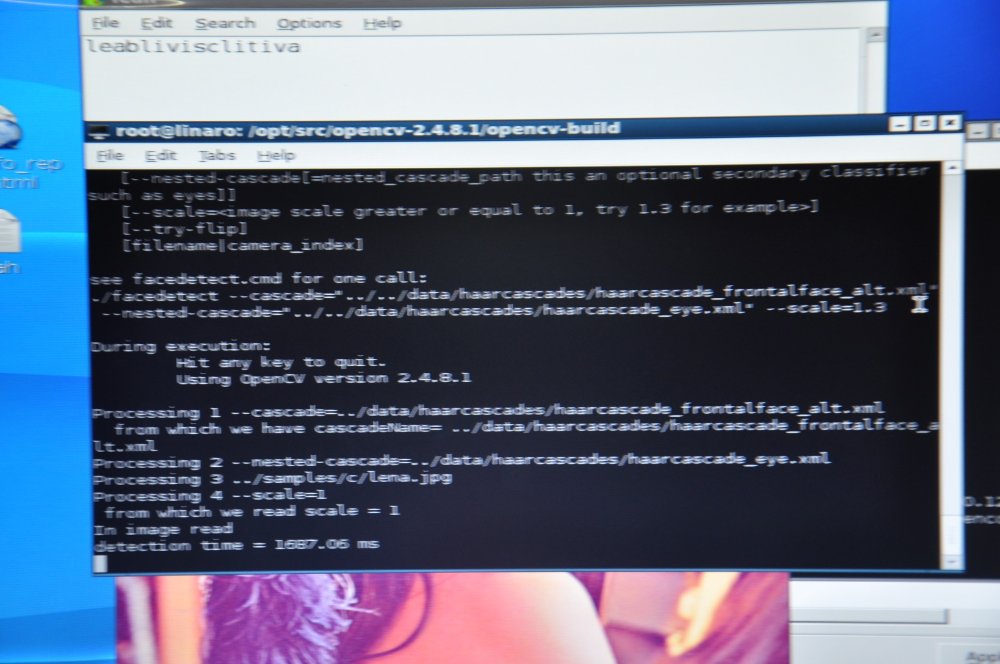 File Edit Search Options Help
leablivisclitiva
root@linaro: /opt/src/opencv-2.4.8.1/opencv-build
File Edit Tabs Help
[--nested-cascade[=nested_cascade_path this an optional secondary classifier
such as eyes]]
[--scale=<image scale greater or equal to 1, try 1.3 for example>]
[--try-flip]
[filename|camera_index]
see facedetect.cmd for one call:
./facedetect --cascade="../../data/haarcascades/haarcascade_frontalface_alt.xml"
--nested-cascade="../../data/haarcascades/haarcascade_eye.xml" --scale=1.3
During execution:
Hit any key to quit.
Using OpenCV version 2.4.8.1
Processing 1 --cascade=../data/haarcascades/haarcascade_frontalface_alt.xml
from which we have cascadeName= ../data/haarcascades/haarcascade_frontalface_a
lt.xml
Processing 2 --nested-cascade=../data/haarcascades/haarcascade_eye.xml
Processing 3 ../samples/c/lena.jpg
Processing 4 --scale=1
from which we read scale = 1
In image read
detection time = 1687.06 ms
fo_rep
html
ah
0.12
enc
App